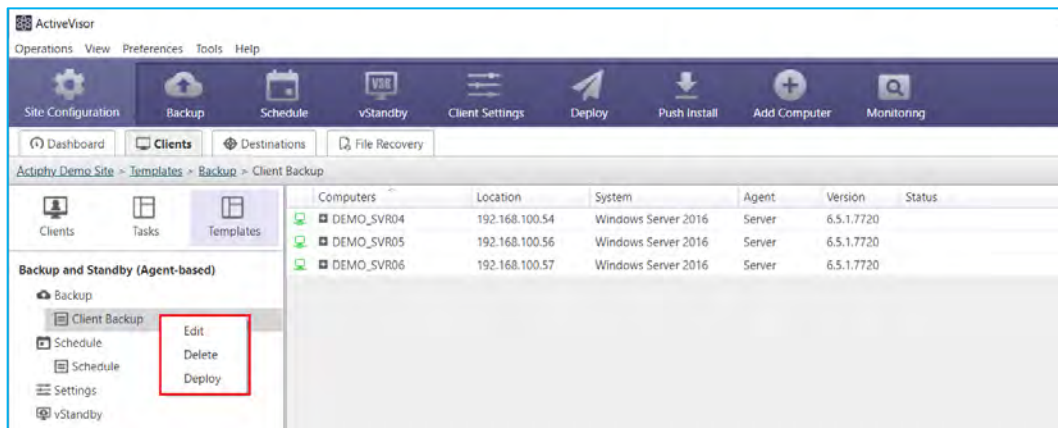 ActiveVisor
Operations View Preferences Tools Help
Site Configuration Backup Schedule vStandby Client Settings Deploy Push Install Add Computer Monitoring
Dashboard Clients Destinations File Recovery
Actiphy Demo Site > Templates > Backup > Client Backup
Clients Tasks Templates
Computers Location System Agent Version Status
DEMO_SVR04 192.168.100.54 Windows Server 2016 Server 6.5.1.7720
DEMO_SVR05 192.168.100.56 Windows Server 2016 Server 6.5.1.7720
DEMO_SVR06 192.168.100.57 Windows Server 2016 Server 6.5.1.7720
Backup and Standby (Agent-based)
Backup
Client Backup
Schedule
Schedule
Settings
vStandby
Edit
Delete
Deploy